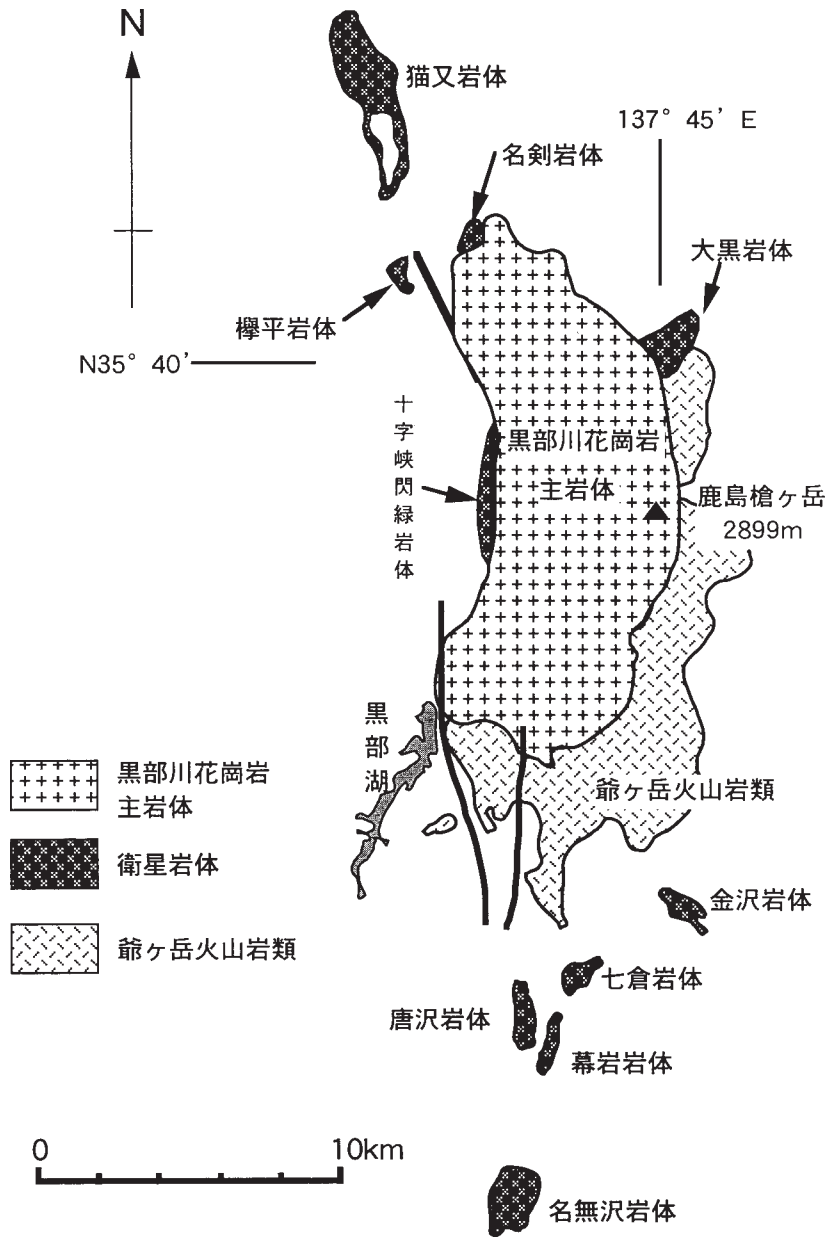 N
猫又岩体
137° 45' E
名剣岩体
大黒岩体
欅平岩体
N35° 40'
十字峡閃緑岩体
黒部川花崗岩
主岩体
鹿島槍ヶ岳
2899m
黒部湖
爺ヶ岳火山岩類
黒部川花崗岩
主岩体
衛星岩体
爺ヶ岳火山岩類
金沢岩体
七倉岩体
唐沢岩体
幕岩岩体
0
10km
名無沢岩体